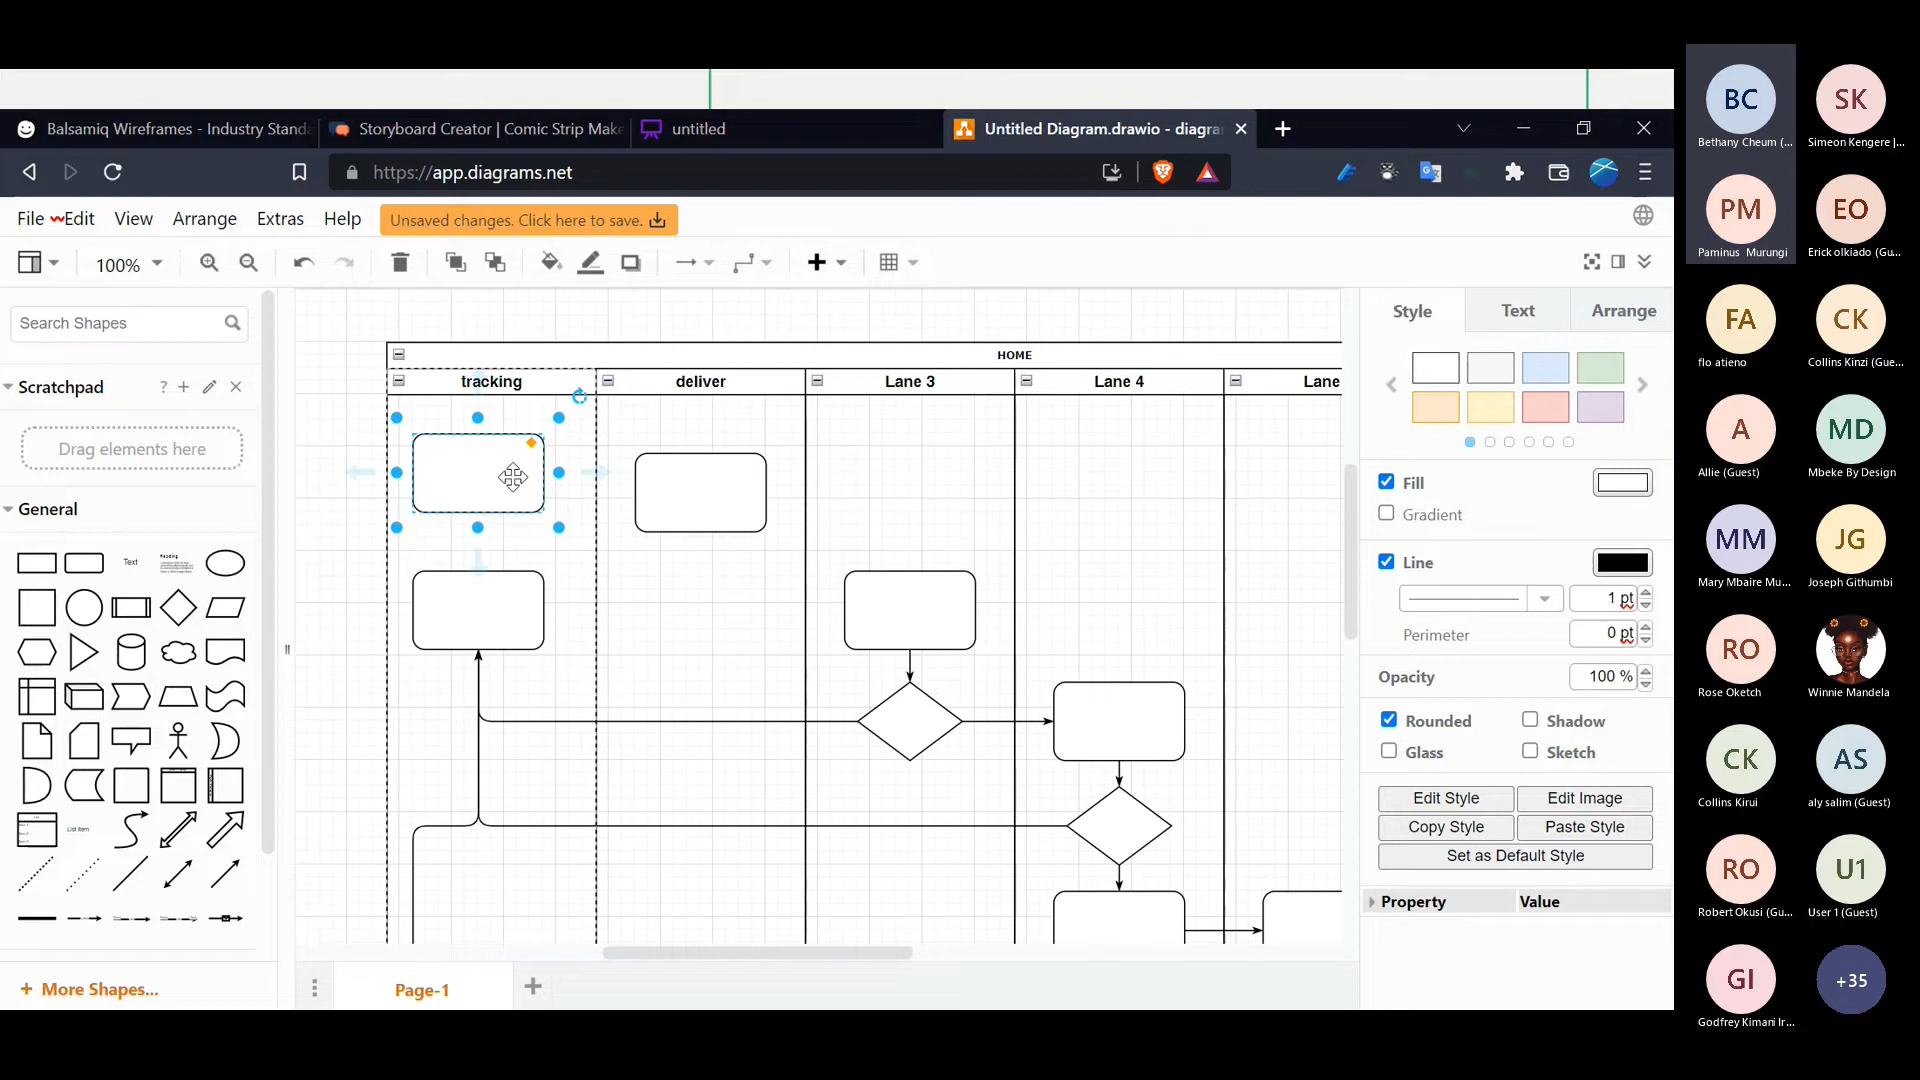 Balsamiq Wireframes - Industry Standa
Storyboard Creator | Comic Strip Make
untitled
Untitled Diagram.drawio - diagra
https://app.diagrams.net
File Edit View Arrange Extras Help
Unsaved changes. Click here to save.
100%
Search Shapes
Scratchpad
?
Drag elements here
General
Text
Heading
List Item
+ More Shapes...
HOME
tracking
deliver
Lane 3
Lane 4
Lane
Page-1
Style
Text
Arrange
Fill
Gradient
Line
1 pt
Perimeter
0 pt
Opacity
100 %
Rounded
Shadow
Glass
Sketch
Edit Style
Edit Image
Copy Style
Paste Style
Set as Default Style
Property
Value
BC
Bethany Cheum (...
SK
Simeon Kengere |...
PM
Paminus Murungi
EO
Erick olkiado (Gu...
FA
flo atieno
CK
Collins Kinzi (Gue...
A
Allie (Guest)
MD
Mbeke By Design
MM
Mary Mbaire Mu...
JG
Joseph Githumbi
RO
Rose Oketch
Winnie Mandela
CK
Collins Kirui
AS
aly salim (Guest)
RO
Robert Okusi (Gu...
U1
User 1 (Guest)
GI
Godfrey Kimani Ir...
+35